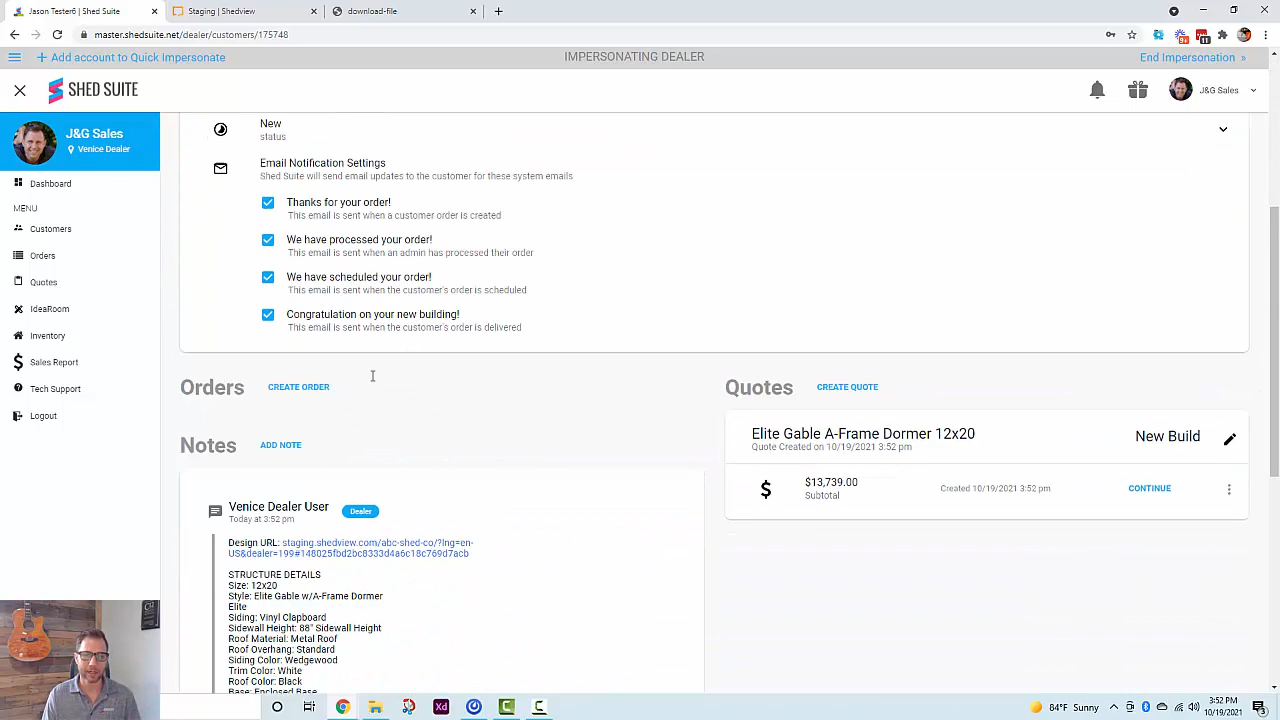 Jason Tester6 | Shed Suite
Staging | Shedview
download-file
master.shedsuite.net/dealer/customers/175748
Add account to Quick Impersonate
IMPERSONATING DEALER
End Impersonation »
SHED SUITE
J&G Sales
J&G Sales
Venice Dealer
Dashboard
MENU
Customers
Orders
Quotes
IdeaRoom
Inventory
Sales Report
Tech Support
Logout
New
status
Email Notification Settings
Shed Suite will send email updates to the customer for these system emails
Thanks for your order!
This email is sent when a customer order is created
We have processed your order!
This email is sent when an admin has processed their order
We have scheduled your order!
This email is sent when the customer's order is scheduled
Congratulation on your new building!
This email is sent when the customer's order is delivered
Orders CREATE ORDER
Quotes CREATE QUOTE
Elite Gable A-Frame Dormer 12x20
Quote Created on 10/19/2021 3:52 pm
New Build
$13,739.00
Subtotal
Created 10/19/2021 3:52 pm
CONTINUE
Notes ADD NOTE
Venice Dealer User Dealer
Today at 3:52 pm
Design URL: staging.shedview.com/abc-shed-co/?lng=en-
US&dealer=199#148025fbd2bc8333d4a6c18c769d7acb
STRUCTURE DETAILS
Size: 12x20
Style: Elite Gable w/A-Frame Dormer
Elite
Siding: Vinyl Clapboard
Sidewall Height: 88" Sidewall Height
Roof Material: Metal Roof
Roof Overhang: Standard
Siding Color: Wedgewood
Trim Color: White
Roof Color: Black
Base: Enclosed Base
84°F Sunny
3:52 PM
10/19/2021